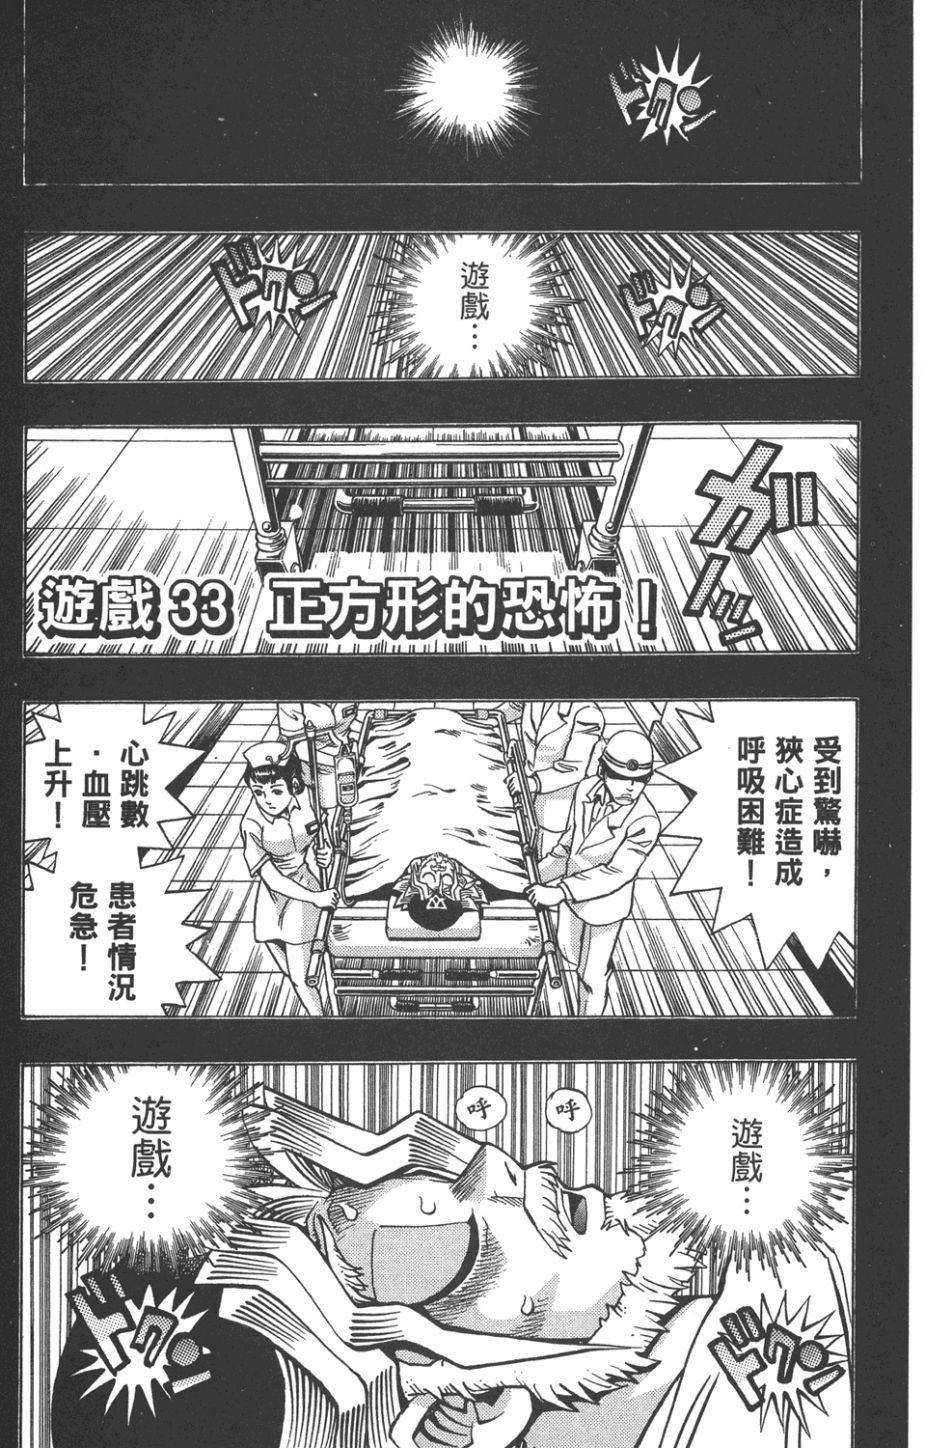 ドクン
ドクン
遊戲…
ドクン
ガーッ
遊戲 33　正方形的恐怖！
受到驚嚇，
狹心症造成
呼吸困難！
心跳數
．血壓
上升！
患者情況
危急！
遊戲…
呼
呼
遊戲…
ドクン
ドクン